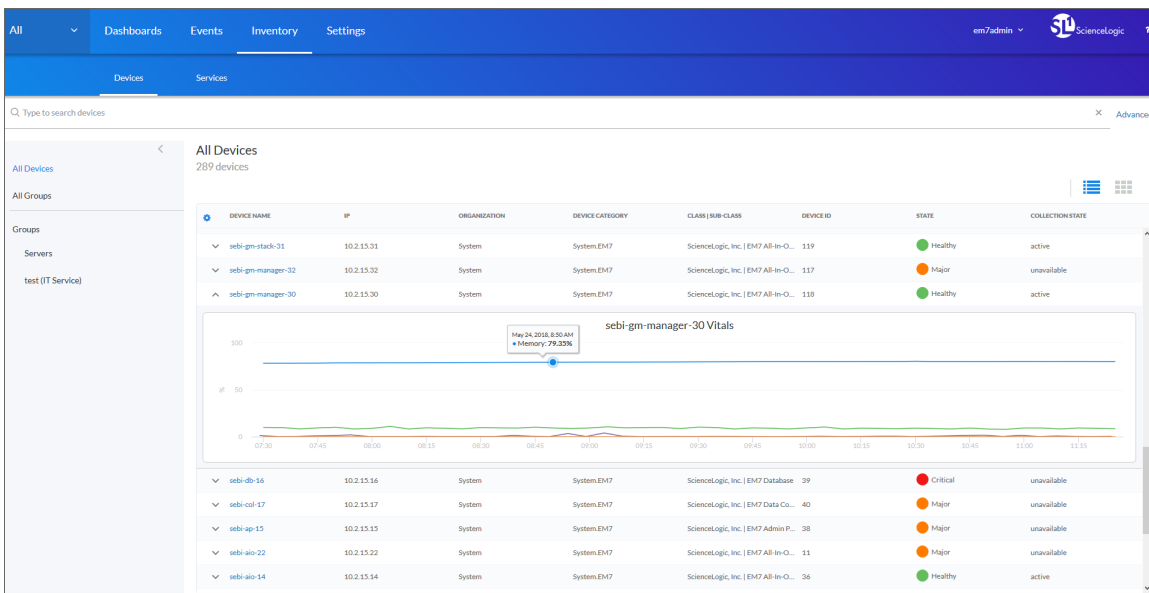 All Dashboards Events Inventory Settings em7admin SL1 ScienceLogic ?
Devices Services
Type to search devices × Advance
All Devices
289 devices
All Devices
All Groups
Groups
Servers
test (IT Service)
DEVICE NAME IP ORGANIZATION DEVICE CATEGORY CLASS | SUB-CLASS DEVICE ID STATE COLLECTION STATE
sebi-gm-stack-31 10.2.15.31 System System.EM7 ScienceLogic, Inc. | EM7 All-In-O... 119 Healthy active
sebi-gm-manager-32 10.2.15.32 System System.EM7 ScienceLogic, Inc. | EM7 All-In-O... 117 Major unavailable
sebi-gm-manager-30 10.2.15.30 System System.EM7 ScienceLogic, Inc. | EM7 All-In-O... 118 Healthy active
sebi-gm-manager-30 Vitals
May 24, 2018, 8:50 AM
Memory: 79.35%
100
% 50
0
07:30 07:45 08:00 08:15 08:30 08:45 09:00 09:15 09:30 09:45 10:00 10:15 10:30 10:45 11:00 11:15
sebi-db-16 10.2.15.16 System System.EM7 ScienceLogic, Inc. | EM7 Database 39 Critical unavailable
sebi-col-17 10.2.15.17 System System.EM7 ScienceLogic, Inc. | EM7 Data Co... 40 Major unavailable
sebi-ap-15 10.2.15.15 System System.EM7 ScienceLogic, Inc. | EM7 Admin P... 38 Major unavailable
sebi-aio-22 10.2.15.22 System System.EM7 ScienceLogic, Inc. | EM7 All-In-O... 11 Major unavailable
sebi-aio-14 10.2.15.14 System System.EM7 ScienceLogic, Inc. | EM7 All-In-O... 36 Healthy active